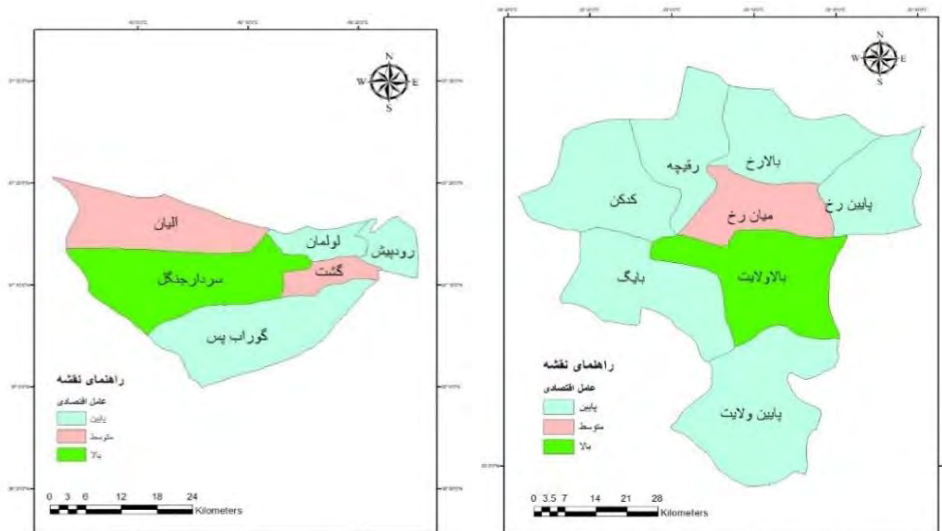 N
W E
S
الیان
لولمان
رودپیش
گشت
سردارجنگل
گوراب پس
راهنمای نقشه
عامل اقتصادی
پایین
متوسط
بالا
0 3 6 12 18 24
Kilometers
N
W E
S
بالارخ
رقیچه
کدکن
پایین رخ
میان رخ
بالاولایت
بایگ
پایین ولایت
راهنمای نقشه
عامل اقتصادی
پایین
متوسط
بالا
0 3.5 7 14 21 28
Kilometers